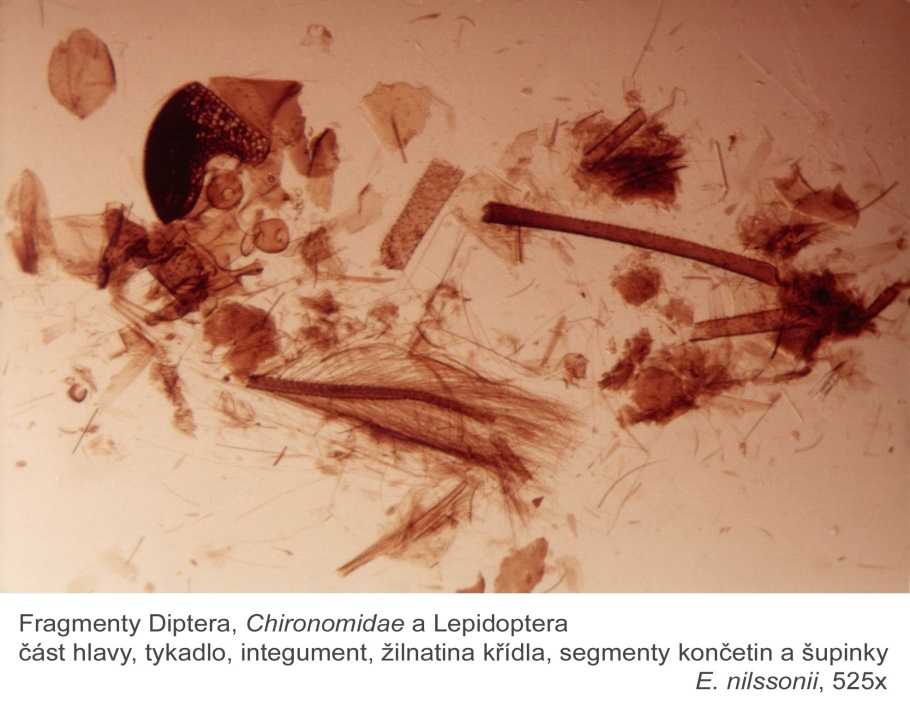 Fragmenty Diptera, Chironomidae a Lepidoptera
část hlavy, tykadlo, integument, žilnatina křídla, segmenty končetin a šupinky
E. nilssonii, 525x